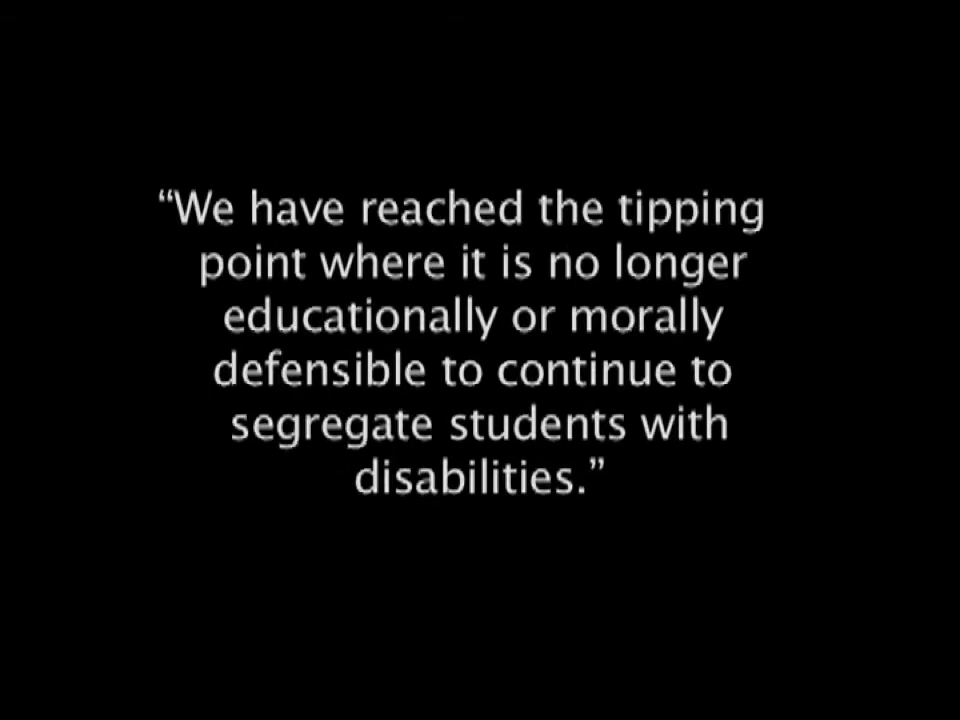 “We have reached the tipping
point where it is no longer
educationally or morally
defensible to continue to
segregate students with
disabilities.”